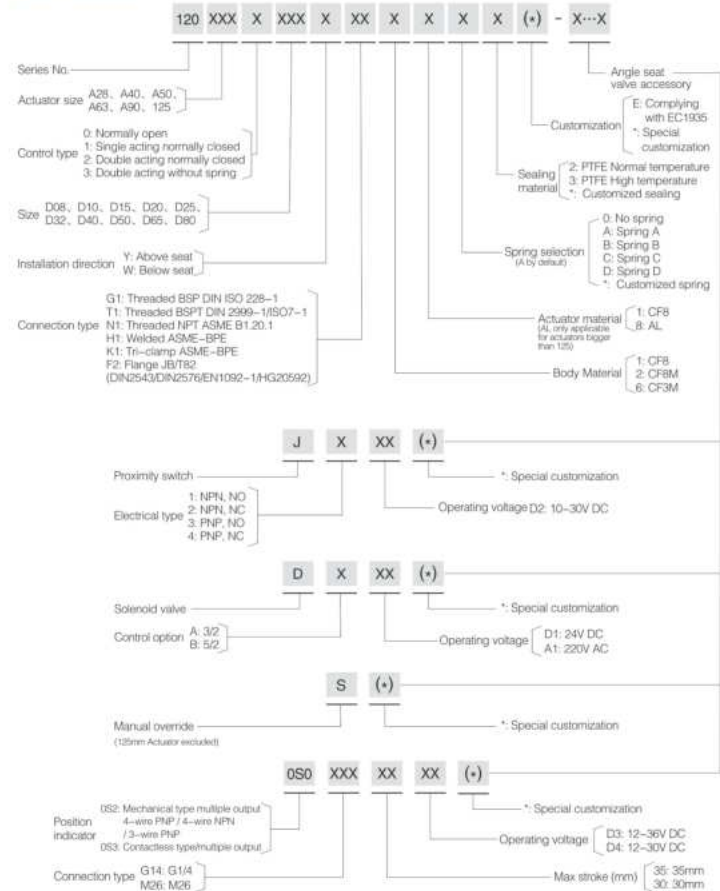 120 XXX X XXX X XX X X X X (*) - X···X
Series No.
Actuator size A28、A40、A50、
A63、A90、125
Control type
0: Normally open
1: Single acting normally closed
2: Double acting normally closed
3: Double acting without spring
Size D08、D10、D15、D20、D25、
D32、D40、D50、D65、D80
Installation direction Y: Above seat
W: Below seat
Connection type
G1: Threaded BSP DIN ISO 228-1
T1: Threaded BSPT DIN 2999-1/ISO7-1
N1: Threaded NPT ASME B1.20.1
H1: Welded ASME-BPE
K1: Tri-clamp ASME-BPE
F2: Flange JB/T82
(DIN2543/DIN2576/EN1092-1/HG20592)
Angle seat
valve accessory
Customization
E: Complying
with EC1935
*: Special
customization
Sealing
material
2: PTFE Normal temperature
3: PTFE High temperature
*: Customized sealing
Spring selection
(A by default)
0: No spring
A: Spring A
B: Spring B
C: Spring C
D: Spring D
*: Customized spring
Actuator material
(AL only applicable
for actuators bigger
than 125)
1: CF8
8: AL
Body Material
1: CF8
2: CF8M
6: CF3M
J X XX (*)
Proximity switch
Electrical type
1: NPN, NO
2: NPN, NC
3: PNP, NO
4: PNP, NC
*: Special customization
Operating voltage D2: 10-30V DC
D X XX (*)
Solenoid valve
Control option A: 3/2
B: 5/2
*: Special customization
Operating voltage D1: 24V DC
A1: 220V AC
S (*)
Manual override
(125mm Actuator excluded)
*: Special customization
0S0 XXX XX XX (*)
Position
indicator
0S2: Mechanical type multiple output
4-wire PNP / 4-wire NPN
/ 3-wire PNP
0S3: Contactless type/multiple output
Connection type G14: G1/4
M26: M26
*: Special customization
Operating voltage D3: 12-36V DC
D4: 12-30V DC
Max stroke (mm) 35: 35mm
30: 30mm